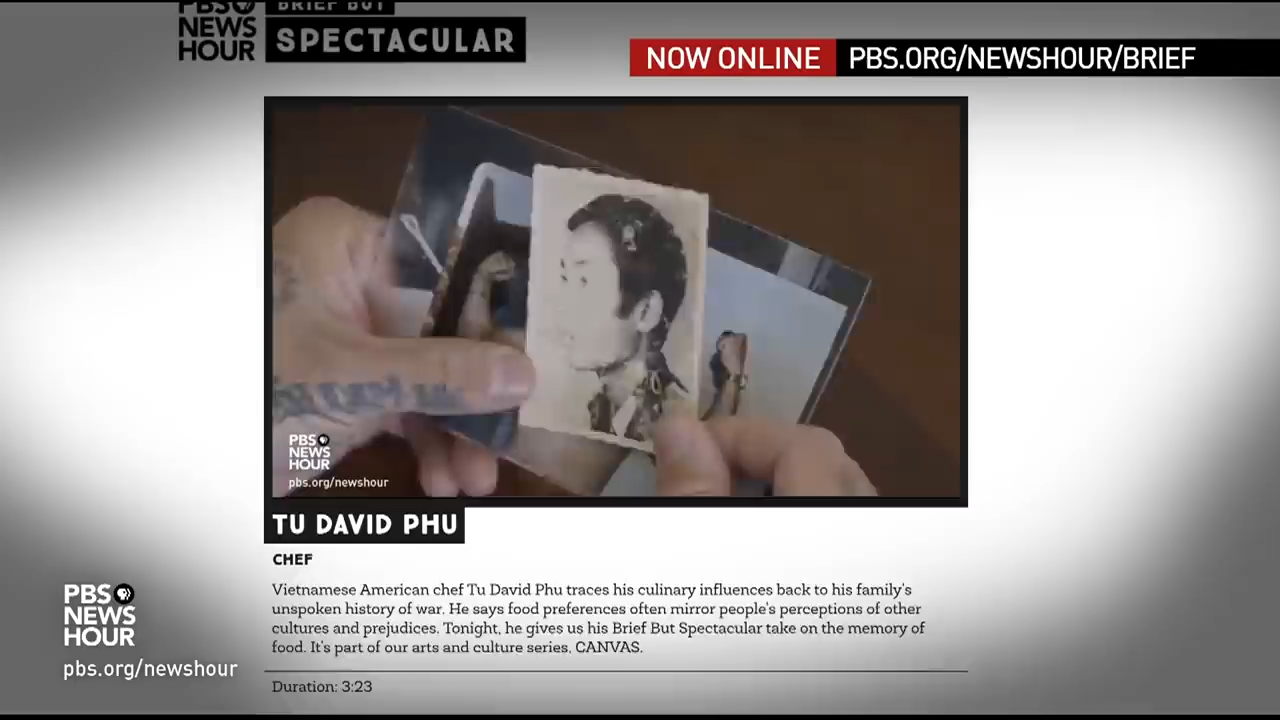 PBS
NEWS
HOUR
BRIEF BUT
SPECTACULAR
NOW ONLINE
PBS.ORG/NEWSHOUR/BRIEF
PBS
NEWS
HOUR
pbs.org/newshour
TU DAVID PHU
CHEF
Vietnamese American chef Tu David Phu traces his culinary influences back to his family's
unspoken history of war. He says food preferences often mirror people's perceptions of other
cultures and prejudices. Tonight, he gives us his Brief But Spectacular take on the memory of
food. It's part of our arts and culture series, CANVAS.
Duration: 3:23
PBS
NEWS
HOUR
pbs.org/newshour